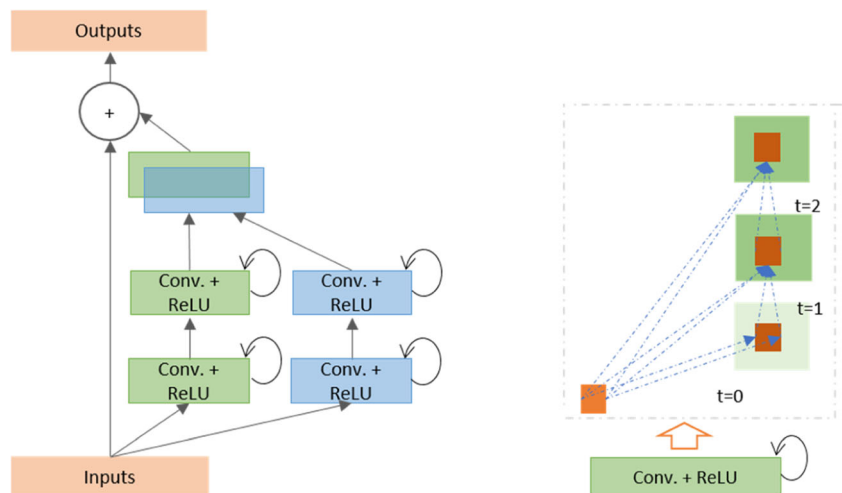 Outputs
+
Conv. +
ReLU
Conv. +
ReLU
Conv. +
ReLU
Conv. +
ReLU
Inputs
t=2
t=1
t=0
Conv. + ReLU